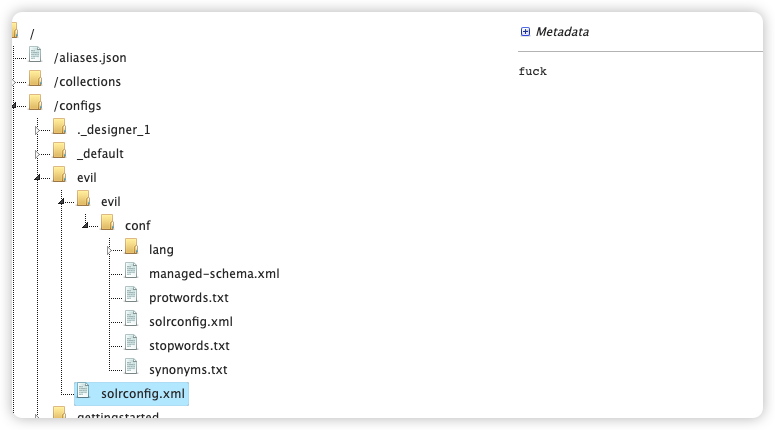 /
Metadata
/aliases.json
fuck
/collections
/configs
._designer_1
_default
evil
evil
conf
lang
managed-schema.xml
protwords.txt
solrconfig.xml
stopwords.txt
synonyms.txt
solrconfig.xml
gettingstarted